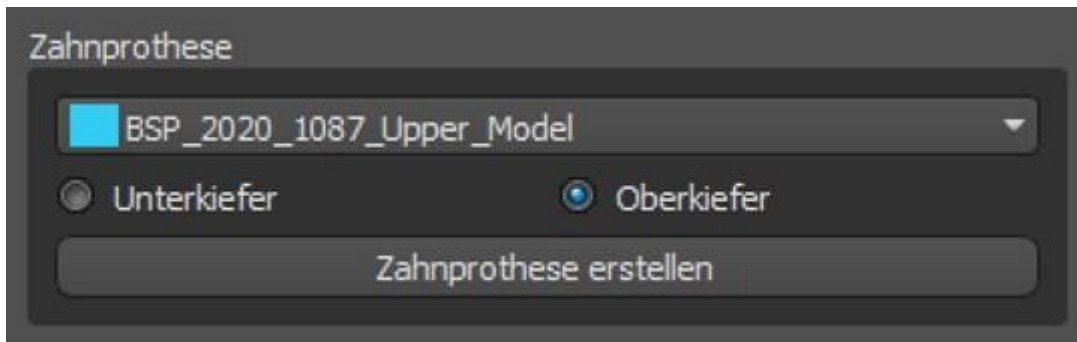 Zahnprothese
BSP_2020_1087_Upper_Model
Unterkiefer Oberkiefer
Zahnprothese erstellen